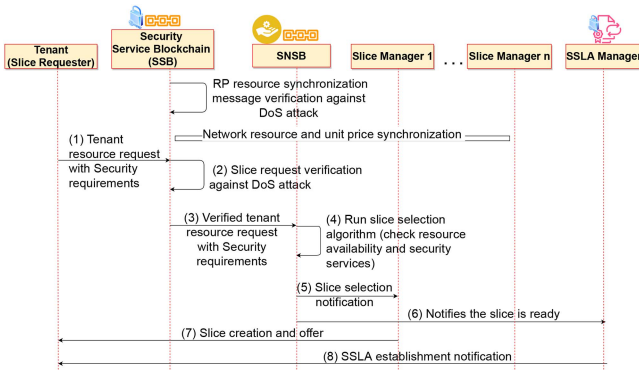 Tenant
(Slice Requester)
Security
Service Blockchain
(SSB)
SNSB
Slice Manager 1
. . .
Slice Manager n
SSLA Manager
RP resource synchronization
message verification against
DoS attack
Network resource and unit price synchronization
(1) Tenant
resource request
with Security
requirements
(2) Slice request verification
against DoS attack
(3) Verified tenant
resource request
with Security
requirements
(4) Run slice selection
algorithm (check resource
availability and security
services)
(5) Slice selection
notification
(6) Notifies the slice is ready
(7) Slice creation and offer
(8) SSLA establishment notification